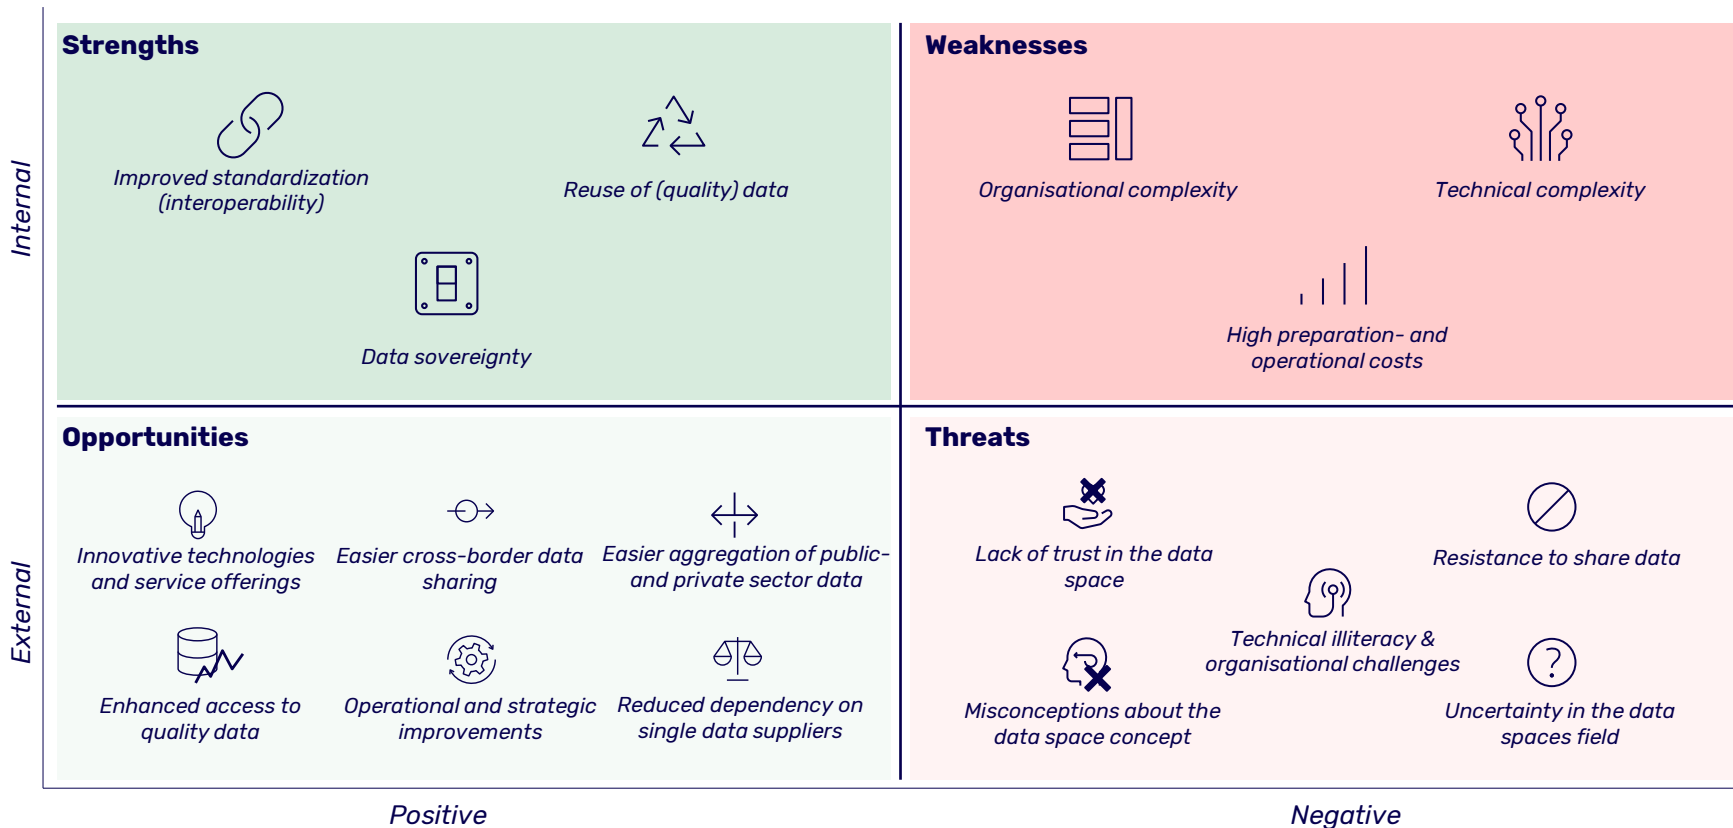 Strengths
Improved standardization
(interoperability)
Reuse of (quality) data
Data sovereignty
Weaknesses
Organisational complexity
Technical complexity
High preparation- and
operational costs
Internal
Opportunities
Innovative technologies
and service offerings
Easier cross-border data
sharing
Easier aggregation of public-
and private sector data
Enhanced access to
quality data
Operational and strategic
improvements
Reduced dependency on
single data suppliers
Threats
Lack of trust in the data
space
Resistance to share data
Technical illiteracy &
organisational challenges
Misconceptions about the
data space concept
Uncertainty in the data
spaces field
External
Positive
Negative